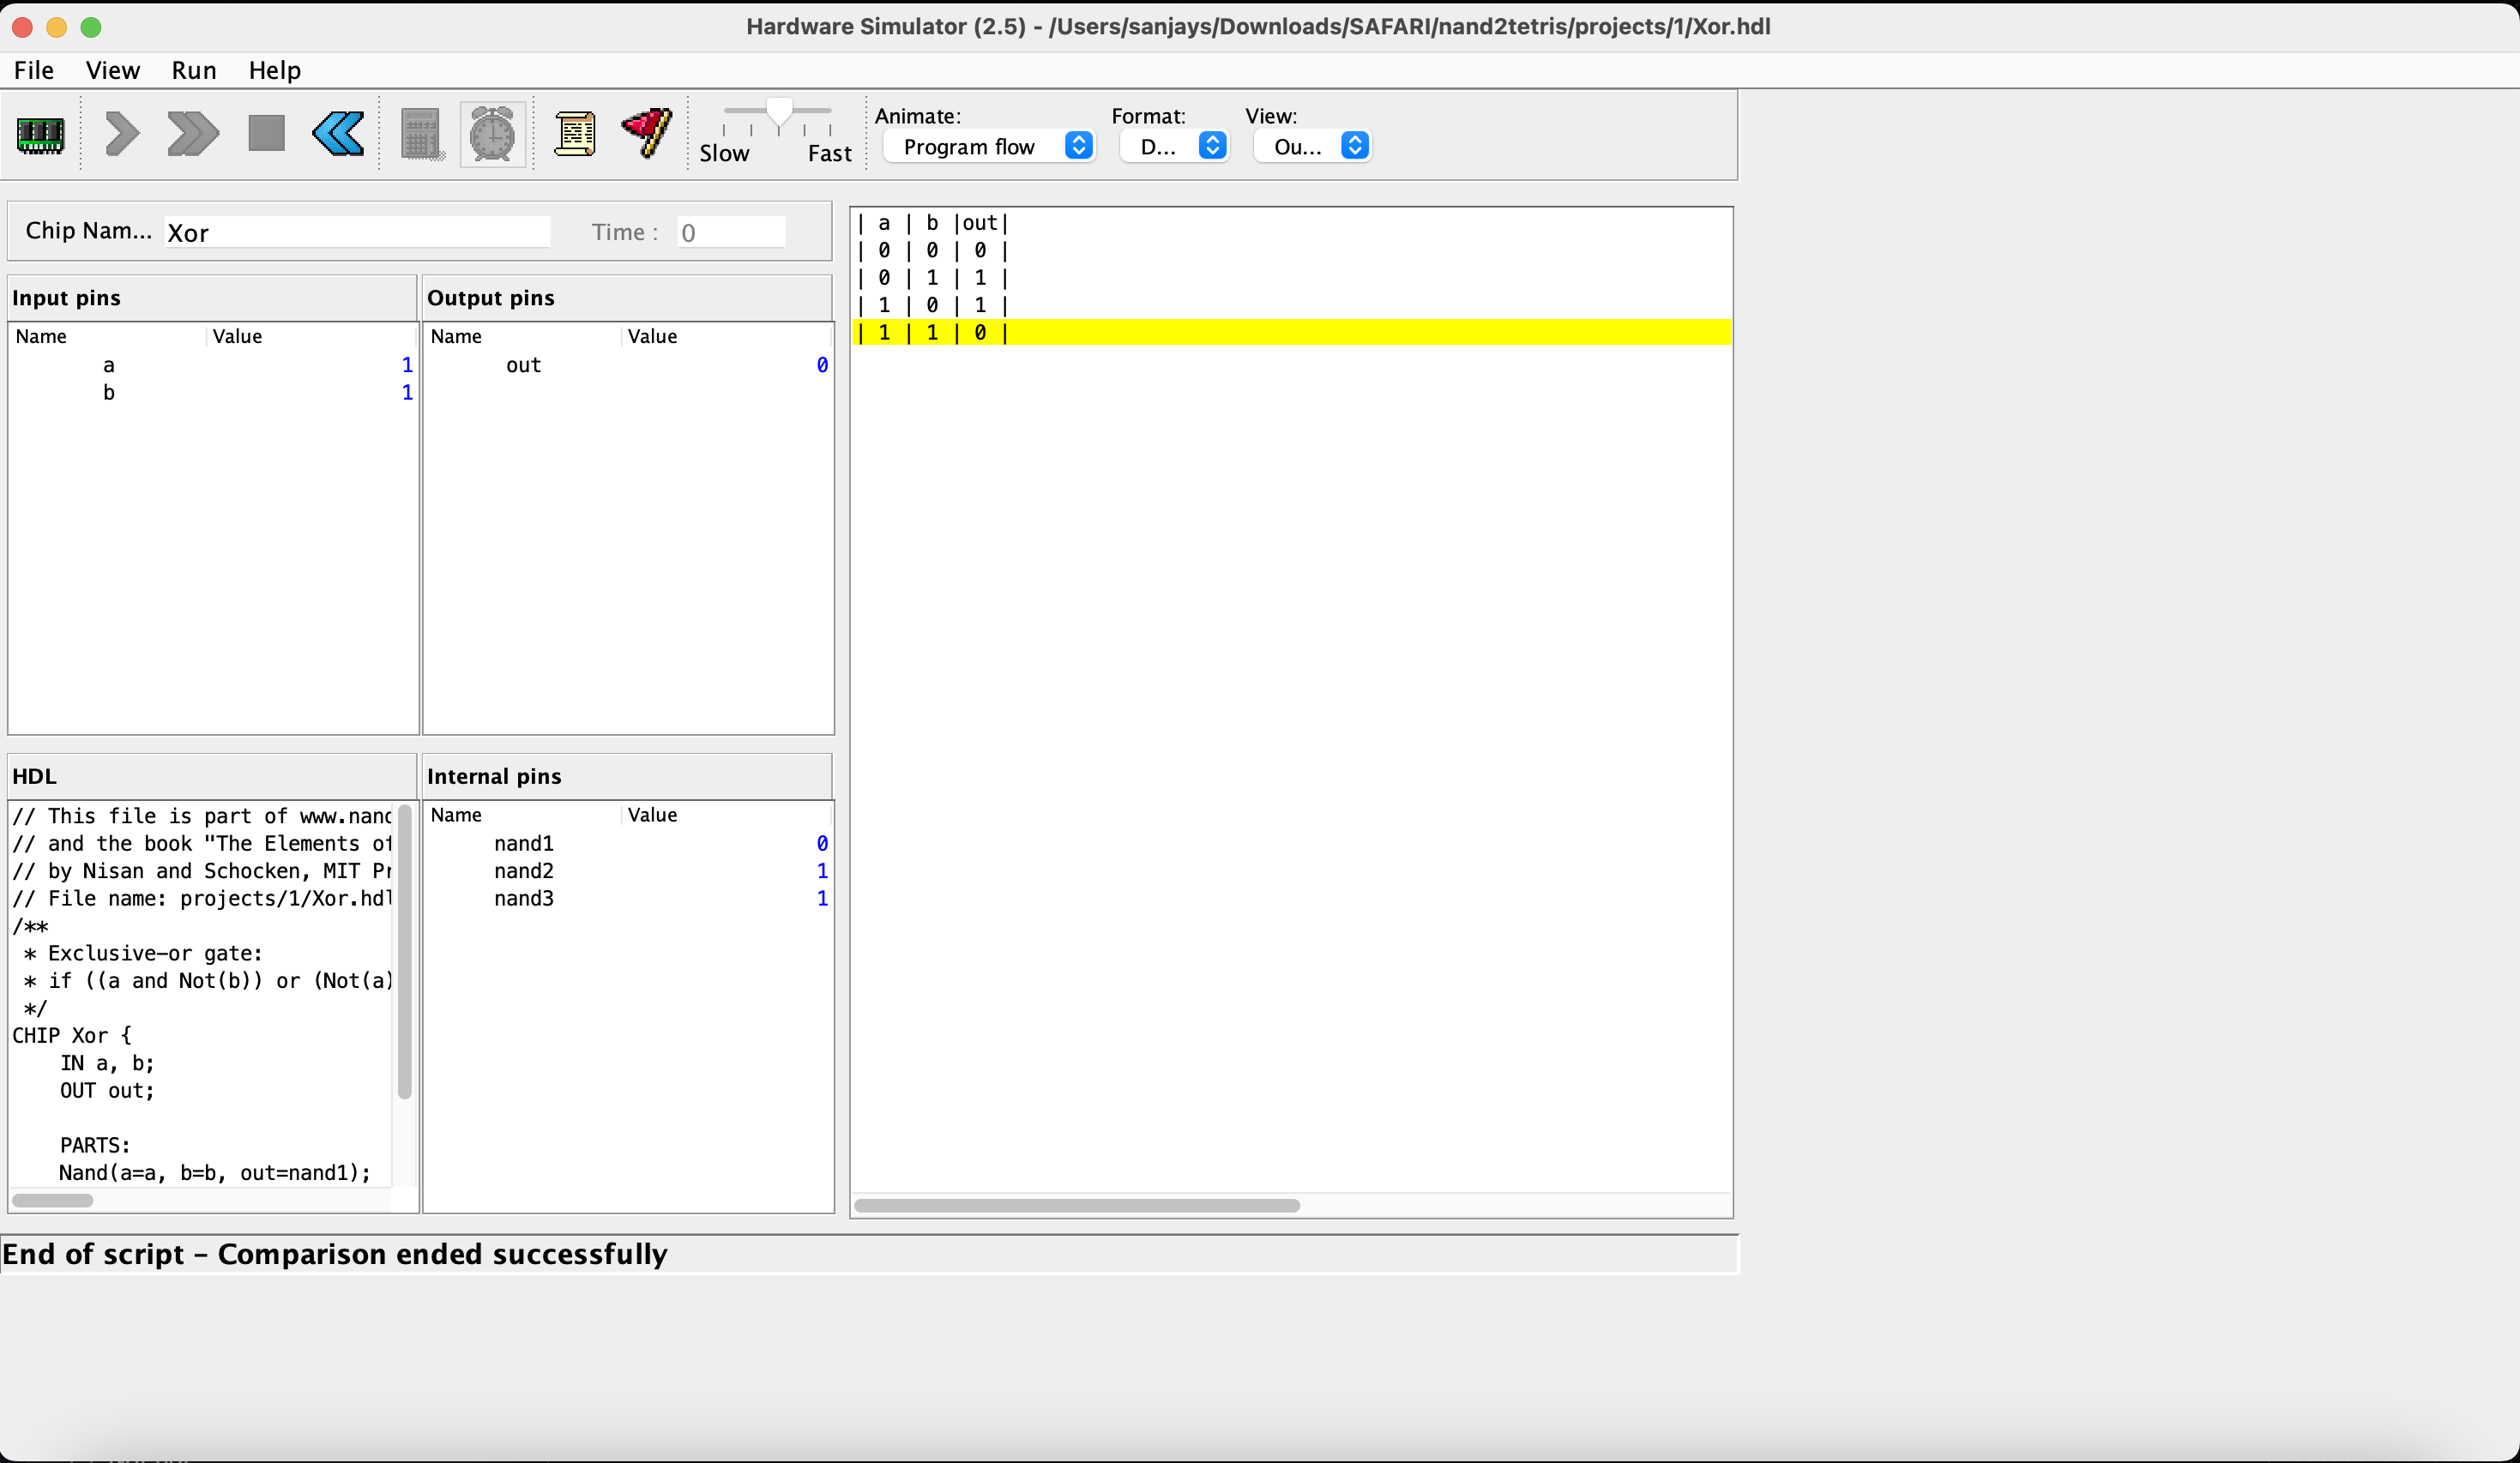 Hardware Simulator (2.5) - /Users/sanjays/Downloads/SAFARI/nand2tetris/projects/1/Xor.hdl
File View Run Help
Slow Fast
Animate: Format: View:
Program flow D... Ou...
Chip Nam... Xor Time : 0
Input pins
Name Value
a 1
b 1
Output pins
Name Value
out 0
HDL
// This file is part of www.nand
// and the book "The Elements of
// by Nisan and Schocken, MIT Pr
// File name: projects/1/Xor.hdl
/**
* Exclusive-or gate:
* if ((a and Not(b)) or (Not(a)
*/
CHIP Xor {
IN a, b;
OUT out;
PARTS:
Nand(a=a, b=b, out=nand1);
Internal pins
Name Value
nand1 0
nand2 1
nand3 1
| a | b |out|
| 0 | 0 | 0 |
| 0 | 1 | 1 |
| 1 | 0 | 1 |
| 1 | 1 | 0 |
End of script - Comparison ended successfully